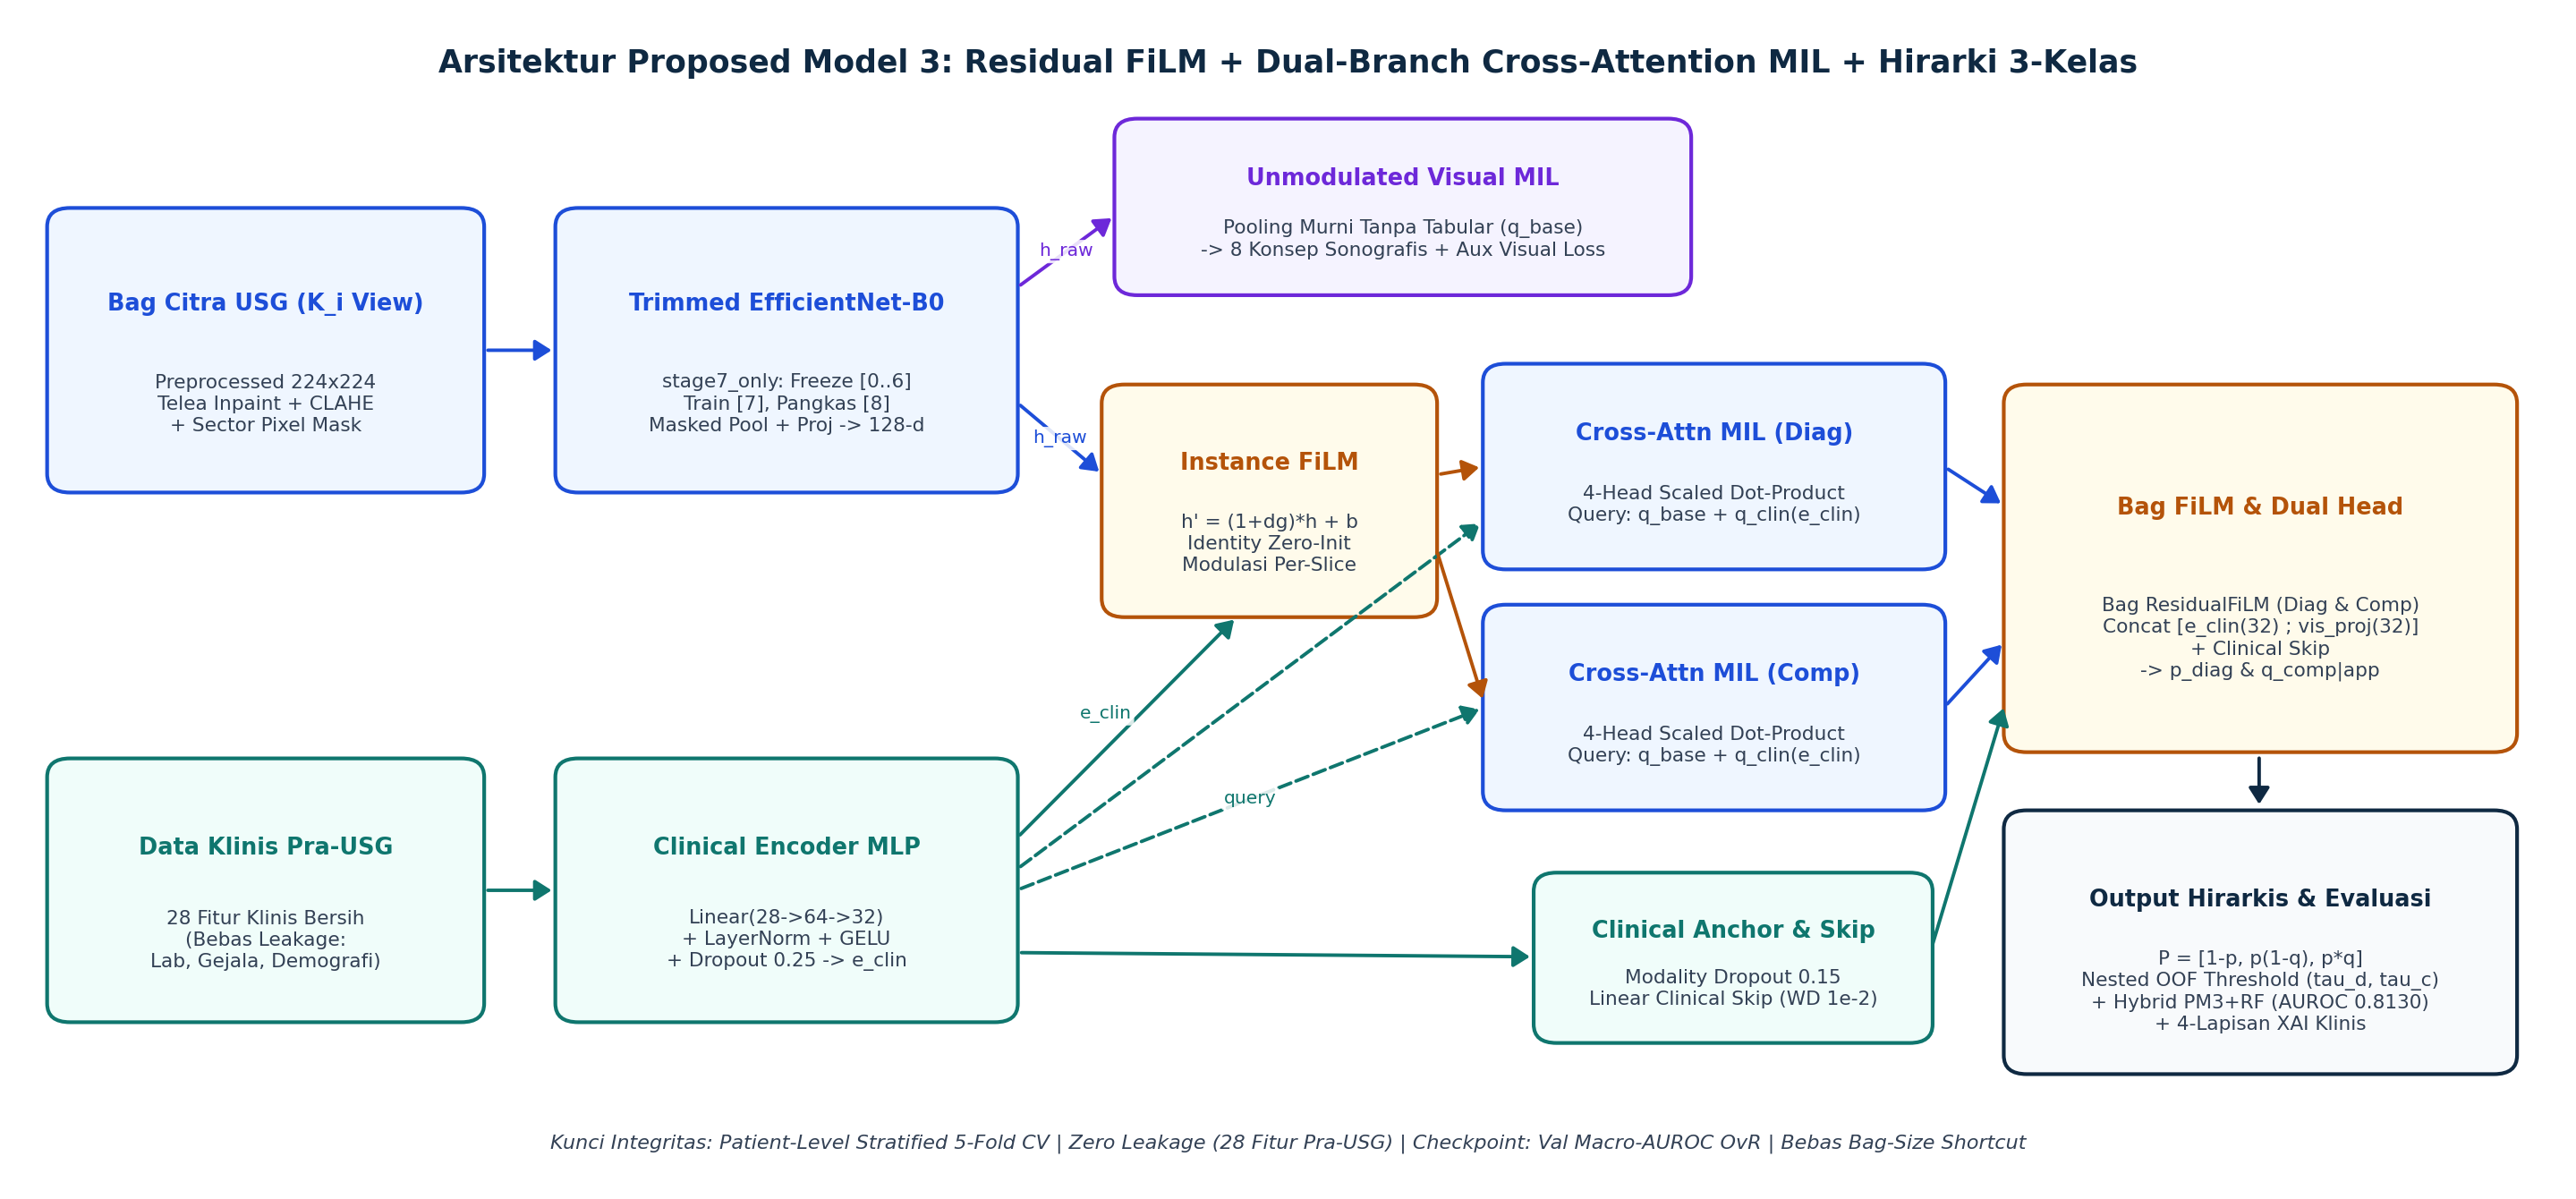 Arsitektur Proposed Model 3: Residual FiLM + Dual-Branch Cross-Attention MIL + Hirarki 3-Kelas
Bag Citra USG (K_i View)
Preprocessed 224x224
Telea Inpaint + CLAHE
+ Sector Pixel Mask
Trimmed EfficientNet-B0
stage7_only: Freeze [0..6]
Train [7], Pangkas [8]
Masked Pool + Proj -> 128-d
h_raw
Unmodulated Visual MIL
Pooling Murni Tanpa Tabular (q_base)
-> 8 Konsep Sonografis + Aux Visual Loss
h_raw
Instance FiLM
h' = (1+dg)*h + b
Identity Zero-Init
Modulasi Per-Slice
Cross-Attn MIL (Diag)
4-Head Scaled Dot-Product
Query: q_base + q_clin(e_clin)
Cross-Attn MIL (Comp)
4-Head Scaled Dot-Product
Query: q_base + q_clin(e_clin)
Bag FiLM & Dual Head
Bag ResidualFiLM (Diag & Comp)
Concat [e_clin(32) ; vis_proj(32)]
+ Clinical Skip
-> p_diag & q_comp|app
Data Klinis Pra-USG
28 Fitur Klinis Bersih
(Bebas Leakage:
Lab, Gejala, Demografi)
Clinical Encoder MLP
Linear(28->64->32)
+ LayerNorm + GELU
+ Dropout 0.25 -> e_clin
e_clin
query
Clinical Anchor & Skip
Modality Dropout 0.15
Linear Clinical Skip (WD 1e-2)
Output Hirarkis & Evaluasi
P = [1-p, p(1-q), p*q]
Nested OOF Threshold (tau_d, tau_c)
+ Hybrid PM3+RF (AUROC 0.8130)
+ 4-Lapisan XAI Klinis
Kunci Integritas: Patient-Level Stratified 5-Fold CV | Zero Leakage (28 Fitur Pra-USG) | Checkpoint: Val Macro-AUROC OvR | Bebas Bag-Size Shortcut